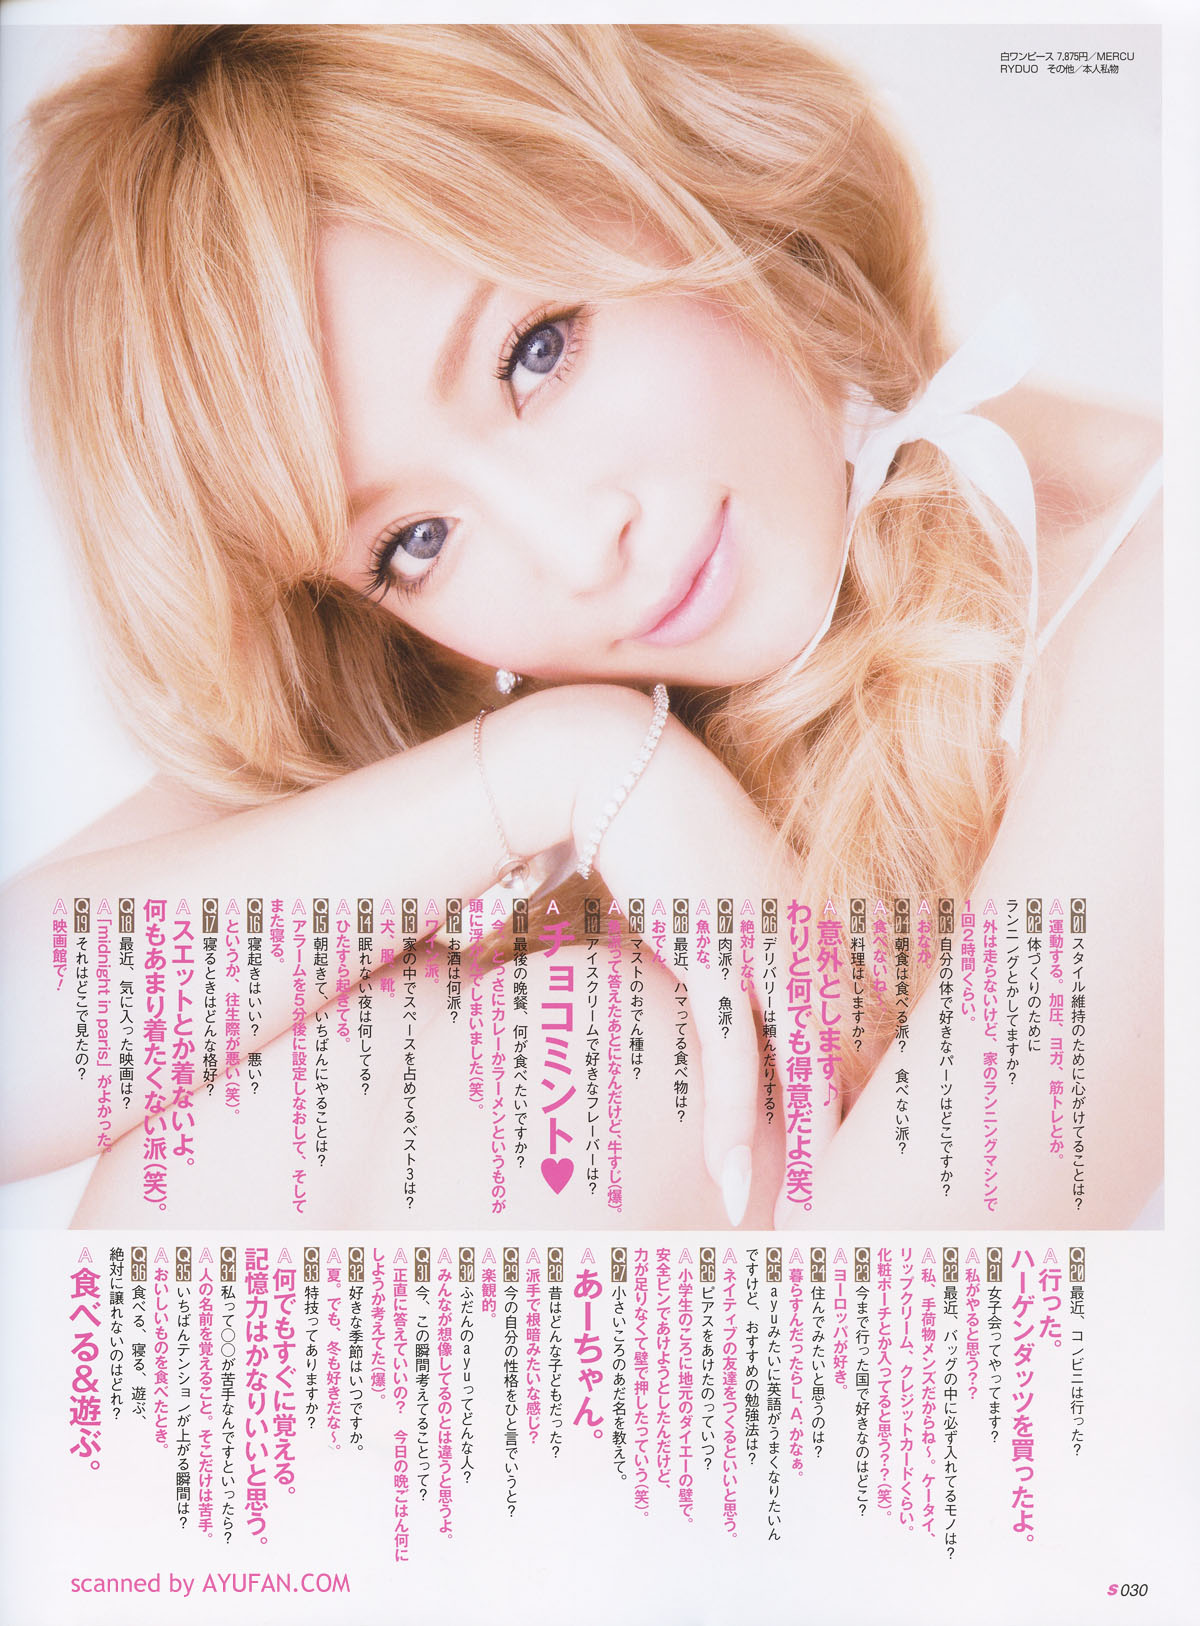 白ワンピース 7,875円／MERCU
RYDUO　その他／本人私物
Q01 スタイル維持のために心がけてることは？
A 運動する。加圧、ヨガ、筋トレとか。
Q02 体づくりのために
ランニングとかしてますか？
A 外は走らないけど、家のランニングマシンで
1回2時間くらい。
Q03 自分の体で好きなパーツはどこですか？
A おなか。
Q04 朝食は食べる派？　食べない派？
A 食べないね〜。
Q05 料理はしますか？
A 意外とします♪
わりと何でも得意だよ（笑）。
Q06 デリバリーは頼んだりする？
A 絶対しない。
Q07 肉派？　魚派？
A 魚かな。
Q08 最近、ハマってる食べ物は？
A おでん。
Q09 マストのおでん種は？
A って答えたあとになんだけど、牛すじ（爆）。
Q10 アイスクリームで好きなフレーバーは？
A チョコミント♥
Q11 最後の晩餐、何が食べたいですか？
A 今、とっさにカレーかラーメンというものが
頭に浮かんでしまいました（笑）。
Q12 お酒は何派？
A ワイン派。
Q13 家の中でスペースを占めてるベスト3は？
A 犬、服、靴。
Q14 眠れない夜は何してる？
A ひたすら起きてる。
Q15 朝起きて、いちばんにやることは？
A アラームを5分後に設定しなおして、そして
また寝る。
Q16 寝起きはいい？　悪い？
A というか、往生際が悪い（笑）。
Q17 寝るときはどんな格好？
A スエットとか着ないよ。
何もあまり着たくない派（笑）。
Q18 最近、気に入った映画は？
A 「midnight in paris」がよかった。
Q19 それはどこで見たの？
A 映画館で！
Q20 最近、コンビニは行った？
A 行った。
ハーゲンダッツを買ったよ。
Q21 女子会ってやってます？
A 私がやると思う？？
Q22 最近、バッグの中に必ず入れてるモノは？
A 私、手荷物メンズだからね〜。ケータイ、
リップクリーム、クレジットカードくらい。
化粧ポーチとか入ってると思う？？（笑）。
Q23 今まで行った国で好きなのはどこ？
A ヨーロッパが好き。
Q24 住んでみたいと思うのは？
A 暮らすんだったらL.A.かなぁ。
Q25 ayuみたいに英語がうまくなりたいん
ですけど、おすすめの勉強法は？
A ネイティブの友達をつくるといいと思う。
Q26 ピアスをあけたのっていつ？
A 小学生のころに地元のダイエーの壁で。
安全ピンであけようとしたんだけど、
力が足りなくて壁で押したっていう（笑）。
Q27 小さいころのあだ名を教えて。
A あーちゃん。
Q28 昔はどんな子どもだった？
A 派手で根暗みたいな感じ？
Q29 今の自分の性格をひと言でいうと？
A 楽観的。
Q30 ふだんのayuってどんな人？
A みんなが想像してるのとは違うと思うよ。
Q31 今、この瞬間考えてることって？
A 正直に答えていいの？　今日の晩ごはん何に
しようか考えてた（爆）。
Q32 好きな季節はいつですか。
A 夏。でも、冬も好きだな〜。
Q33 特技ってありますか？
A 何でもすぐに覚える。
記憶力はかなりいいと思う。
Q34 私って〇〇が苦手なんですといったら？
A 人の名前を覚えること。そこだけは苦手。
Q35 いちばんテンションが上がる瞬間は？
A おいしいものを食べたとき。
Q36 食べる、寝る、遊ぶ、
絶対に譲れないのはどれ？
A 食べる＆遊ぶ。
scanned by AYUFAN.COM
S 030